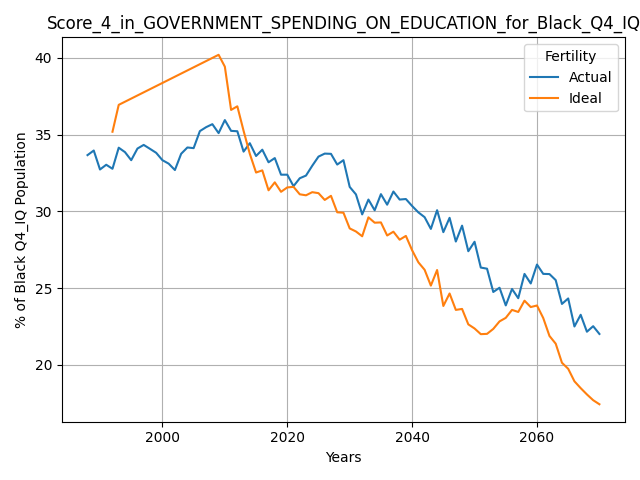 Score_4_in_GOVERNMENT_SPENDING_ON_EDUCATION_for_Black_Q4_IQ
Fertility
Actual
Ideal
% of Black Q4_IQ Population
40
35
30
25
20
2000
2020
2040
2060
Years